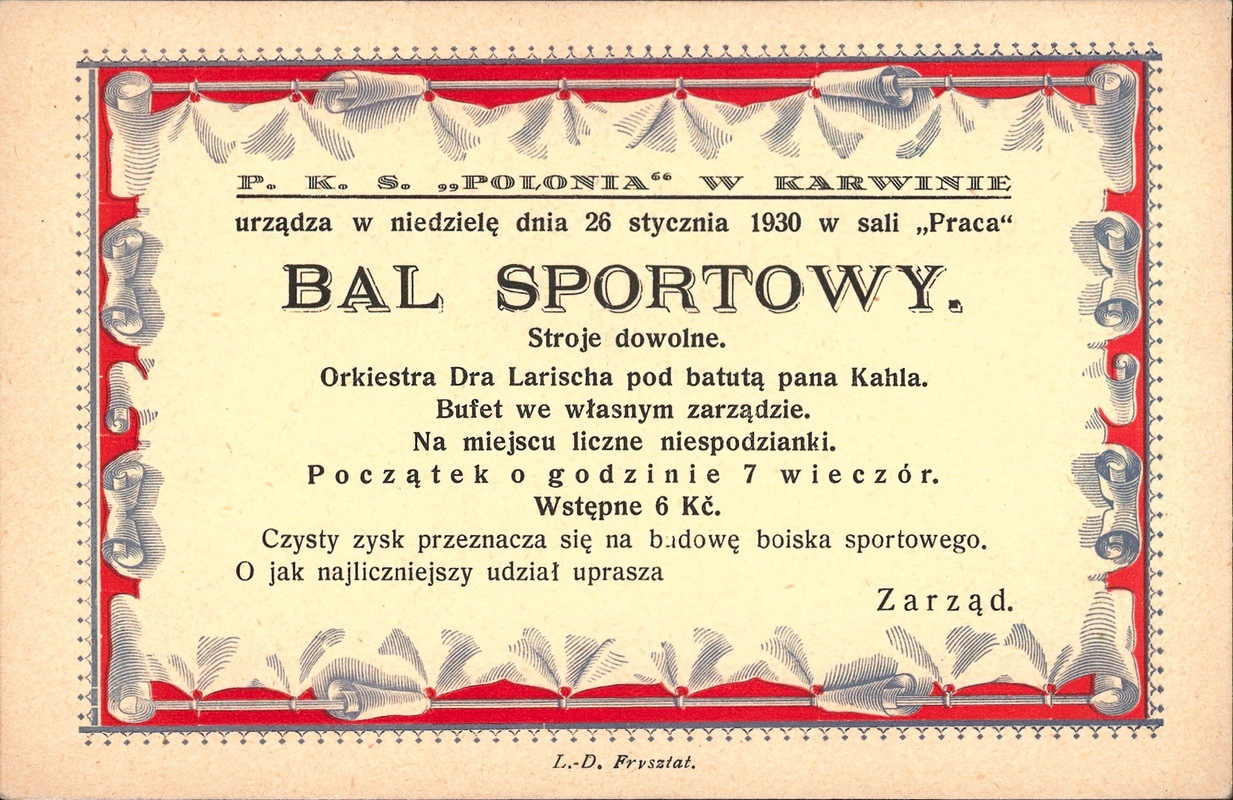 P. K. S. „POLONIA“ W KARWINIE
urządza w niedzielę dnia 26 stycznia 1930 w sali „Praca“
BAL SPORTOWY.
Stroje dowolne.
Orkiestra Dra Larischa pod batutą pana Kahla.
Bufet we własnym zarządzie.
Na miejscu liczne niespodzianki.
Początek o godzinie 7 wieczór.
Wstępne 6 Kč.
Czysty zysk przeznacza się na budowę boiska sportowego.
O jak najliczniejszy udział uprasza
Zarząd.
L.-D. Frysztat.